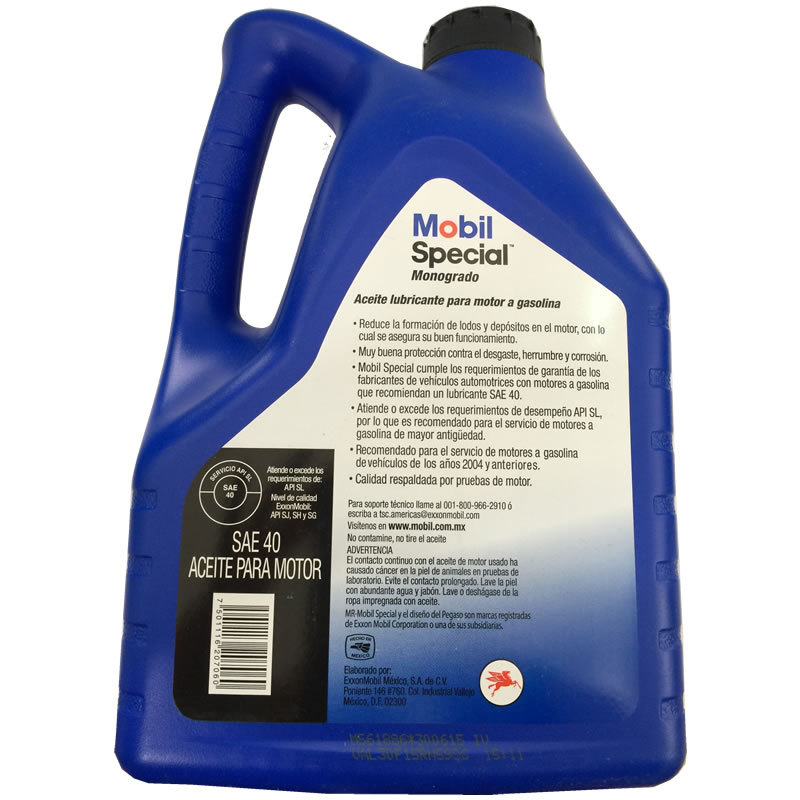 Mobil
Special™
Monogrado
Aceite lubricante para motor a gasolina
• Reduce la formación de lodos y depósitos en el motor, con lo
cual se asegura su buen funcionamiento.
• Muy buena protección contra el desgaste, herrumbre y corrosión.
• Mobil Special cumple los requerimientos de garantía de los
fabricantes de vehículos automotrices con motores a gasolina
que recomiendan un lubricante SAE 40.
• Atiende o excede los requerimientos de desempeño API SL,
por lo que es recomendado para el servicio de motores a
gasolina de mayor antigüedad.
• Recomendado para el servicio de motores a gasolina
de vehículos de los años 2004 y anteriores.
• Calidad respaldada por pruebas de motor.
Para soporte técnico llame al 001-800-966-2910 ó
escriba a tsc.americas@exxonmobil.com
Visítenos en www.mobil.com.mx
No contamine, no tire el aceite
ADVERTENCIA
El contacto continuo con el aceite de motor usado ha
causado cáncer en la piel de animales en pruebas de
laboratorio. Evite el contacto prolongado. Lave la piel
con abundante agua y jabón. Lave o deshágase de la
ropa impregnada con aceite.
MR-Mobil Special y el diseño del Pegaso son marcas registradas
de Exxon Mobil Corporation o una de sus subsidiarias.
HECHO EN
MÉXICO
Elaborado por:
ExxonMobil México, S.A. de C.V.
Poniente 146 #760. Col. Industrial Vallejo
México, D.F. 02300
SERVICIO API SL
SAE
40
Atiende o excede los
requerimientos de:
API SL
Nivel de calidad
ExxonMobil:
API SJ, SH y SG
SAE 40
ACEITE PARA MOTOR
7501116207060